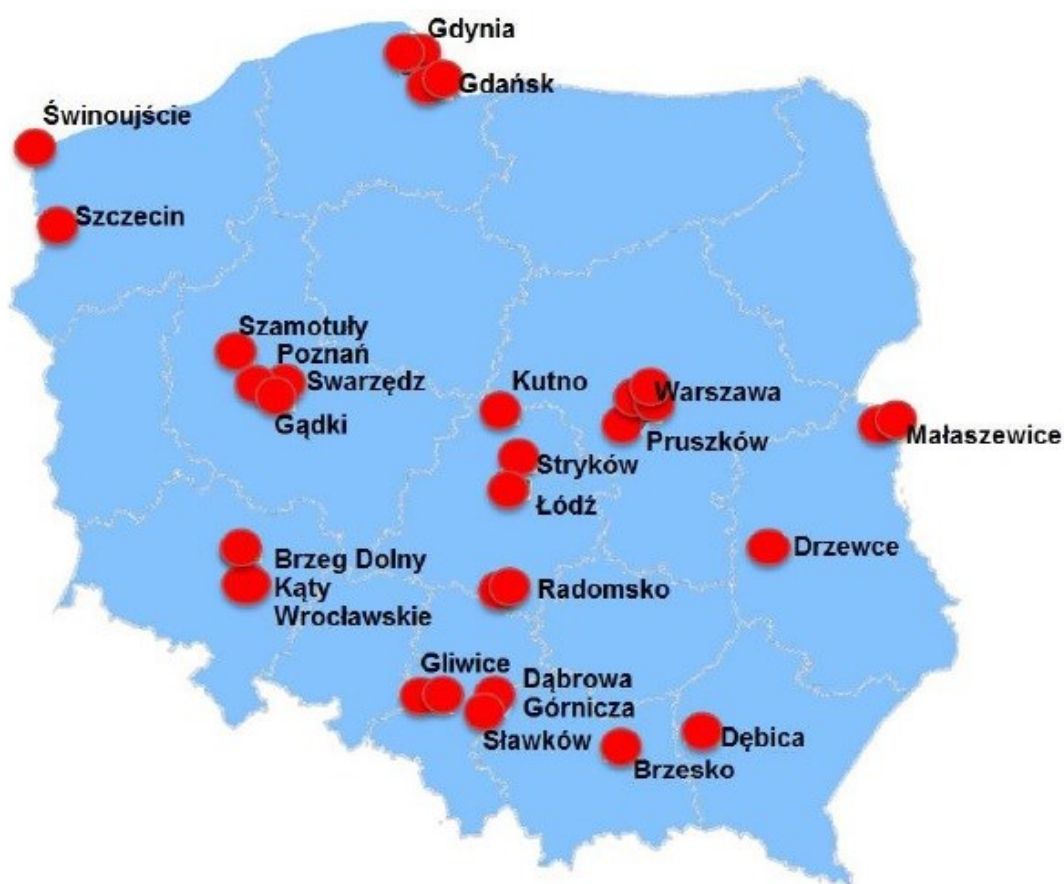 Gdynia
Gdańsk
Świnoujście
Szczecin
Szamotuły
Poznań
Swarzędz
Gądki
Kutno
Warszawa
Pruszków
Małaszewice
Stryków
Łódź
Drzewce
Brzeg Dolny
Kąty
Wrocławskie
Radomsko
Gliwice
Dąbrowa
Górnicza
Sławków
Dębica
Brzesko